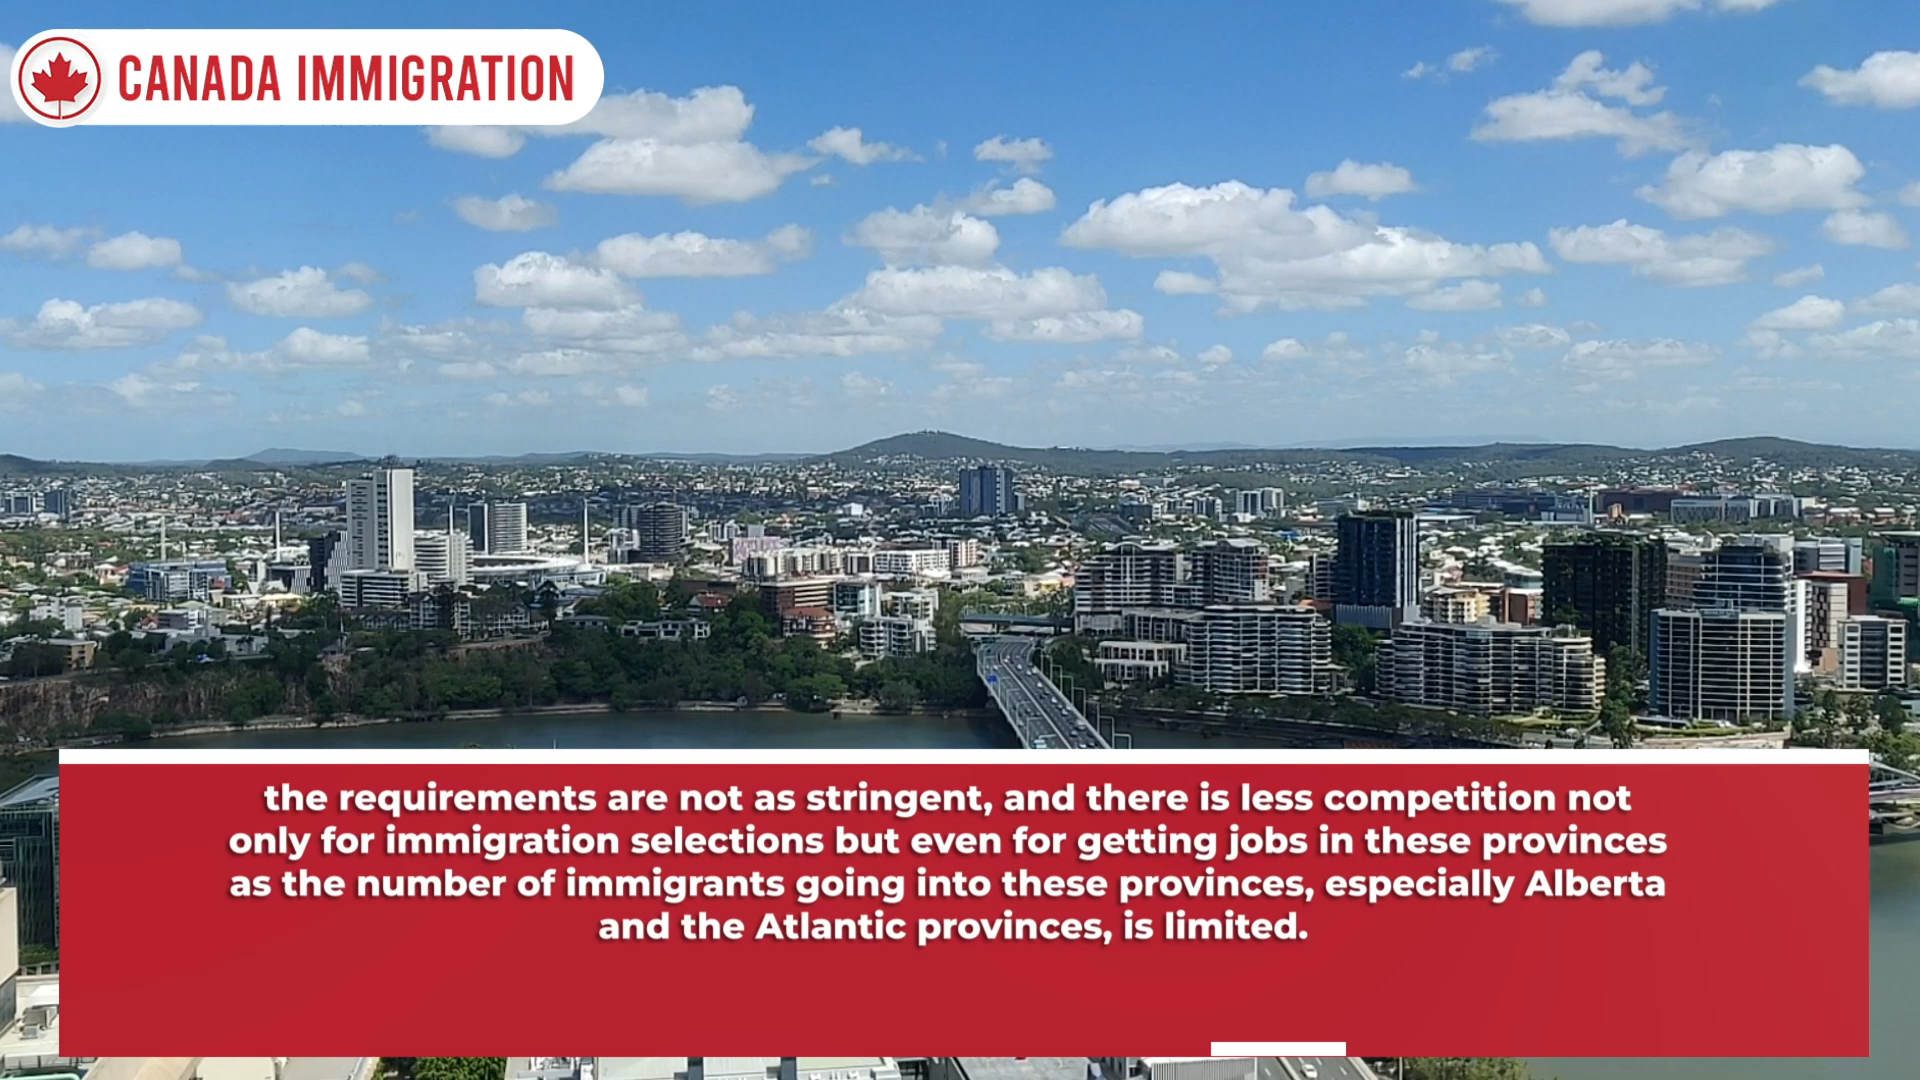 CANADA IMMIGRATION
the requirements are not as stringent, and there is less competition not
only for immigration selections but even for getting jobs in these provinces
as the number of immigrants going into these provinces, especially Alberta
and the Atlantic provinces, is limited.